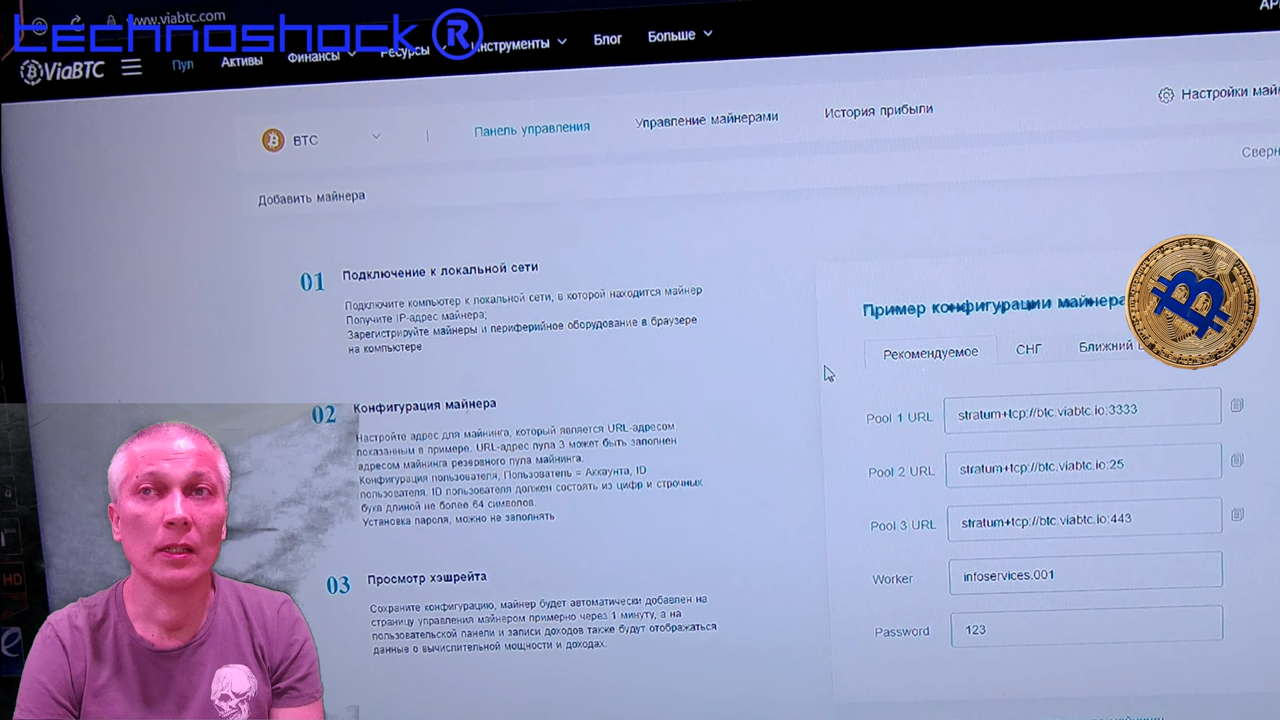 www.viabtc.com
technoshock ®
ViaBTC
Пул Активы Финансы Ресурсы Инструменты Блог Больше
BTC
Панель управления Управление майнерами История прибыли
Настройки май
Сверн
Добавить майнера
01 Подключение к локальной сети
Подключите компьютер к локальной сети, в которой находится майнер
Получите IP-адрес майнера;
Зарегистрируйте майнеры и периферийное оборудование в браузере
на компьютере
02 Конфигурация майнера
Настройте адрес для майнинга, который является URL-адресом
показанным в примере. URL-адрес пула 3 может быть заполнен
адресом майнинга резервного пула майнинга.
Конфигурация пользователя, Пользователь = Аккаунта, ID
пользователя. ID пользователя должен состоять из цифр и строчных
букв длиной не более 64 символов.
Установка пароля, можно не заполнять
03 Просмотр хэшрейта
Сохраните конфигурацию, майнер будет автоматически добавлен на
страницу управления майнером примерно через 1 минуту, а на
пользовательской панели и записи доходов также будут отображаться
данные о вычислительной мощности и доходах.
Пример конфигурации майнера
Рекомендуемое СНГ Ближний
Pool 1 URL stratum+tcp://btc.viabtc.io:3333
Pool 2 URL stratum+tcp://btc.viabtc.io:25
Pool 3 URL stratum+tcp://btc.viabtc.io:443
Worker infoservices.001
Password 123
HD